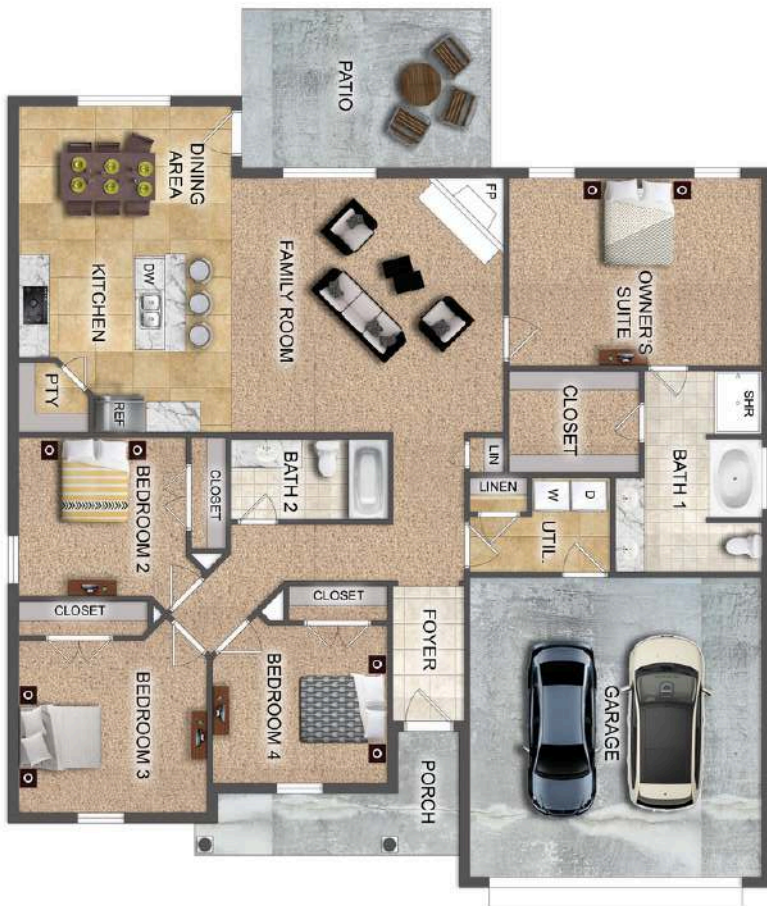 PATIO
DINING
AREA
FP
DW
KITCHEN
FAMILY ROOM
OWNER'S
SUITE
PTY
REF
CLOSET
SHR
BATH 1
LIN
LINEN
W
D
UTIL.
BEDROOM 2
CLOSET
BATH 2
CLOSET
CLOSET
FOYER
BEDROOM 3
BEDROOM 4
GARAGE
PORCH